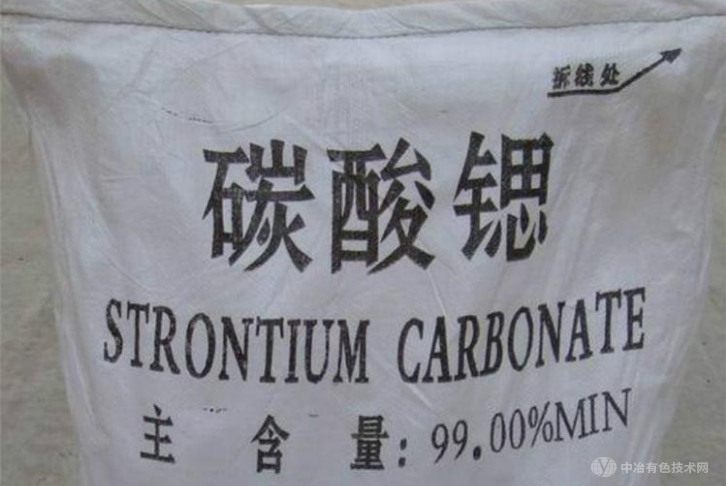 拆线处
碳酸锶
STRONTIUM CARBONATE
主含量:99.00%MIN
中冶有色技术网